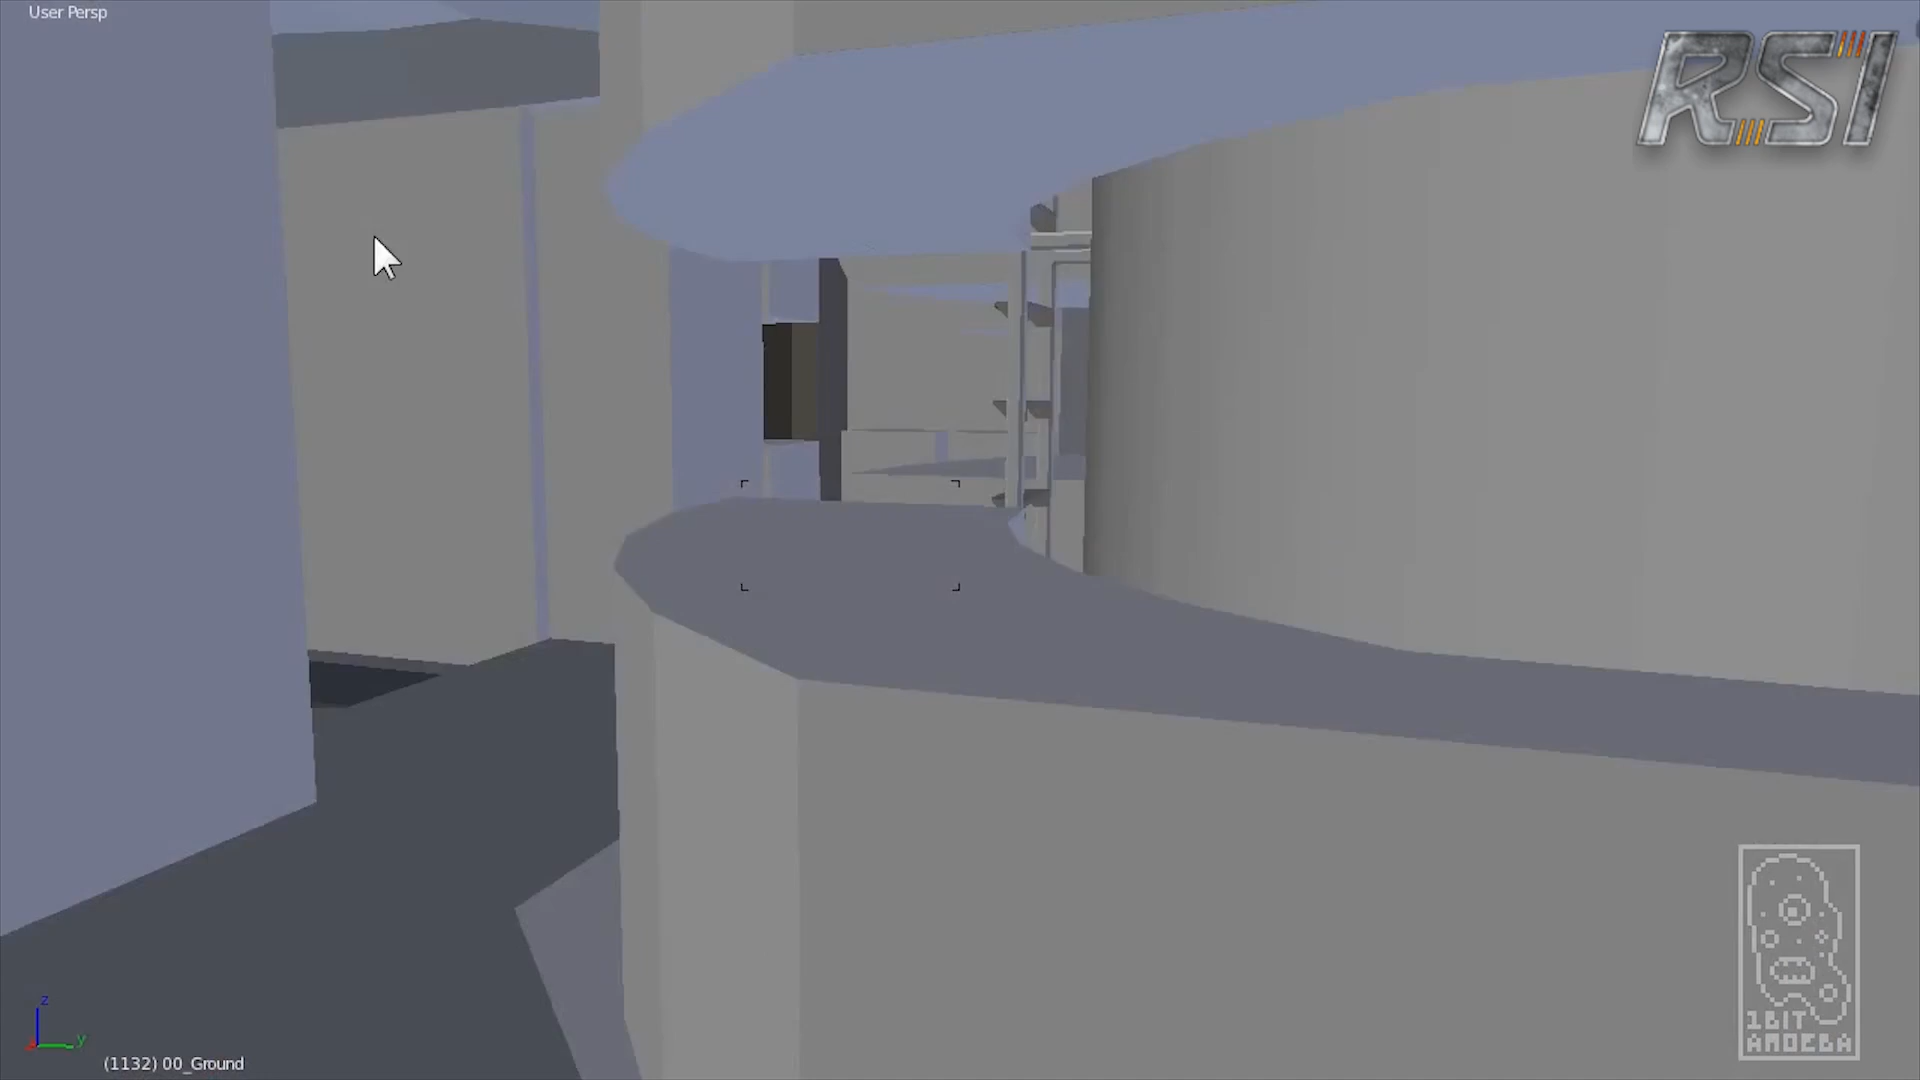 User Persp
RSI
z
y
(1132) 00_Ground
1BIT
AMOEBA